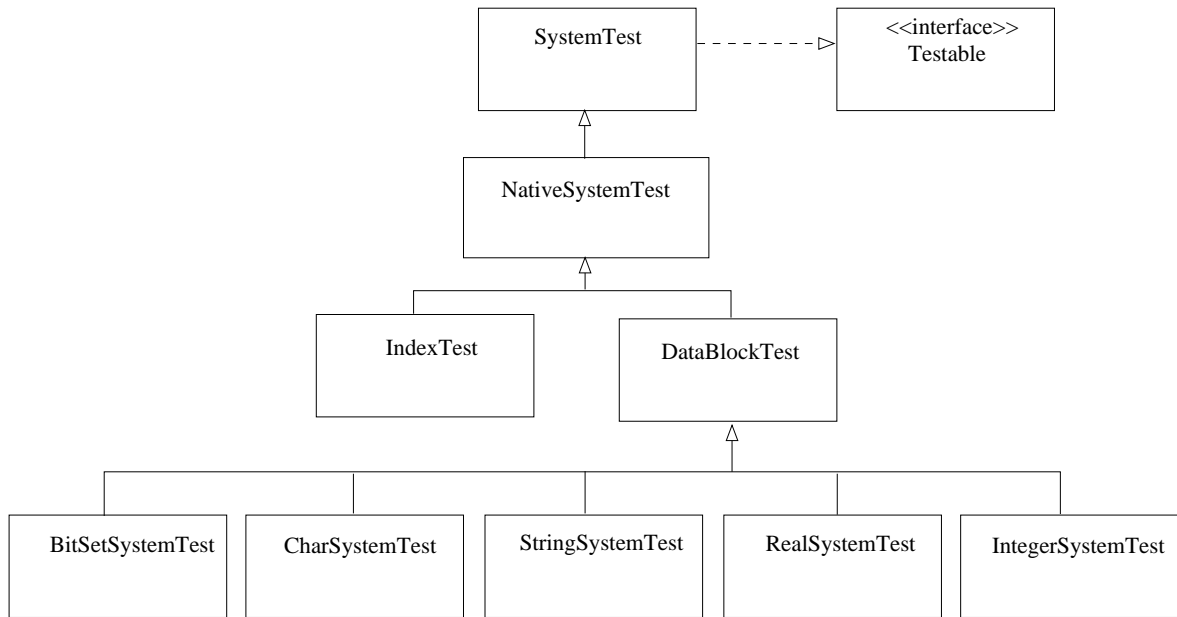 SystemTest
<<interface>>
Testable
NativeSystemTest
IndexTest
DataBlockTest
BitSetSystemTest
CharSystemTest
StringSystemTest
RealSystemTest
IntegerSystemTest